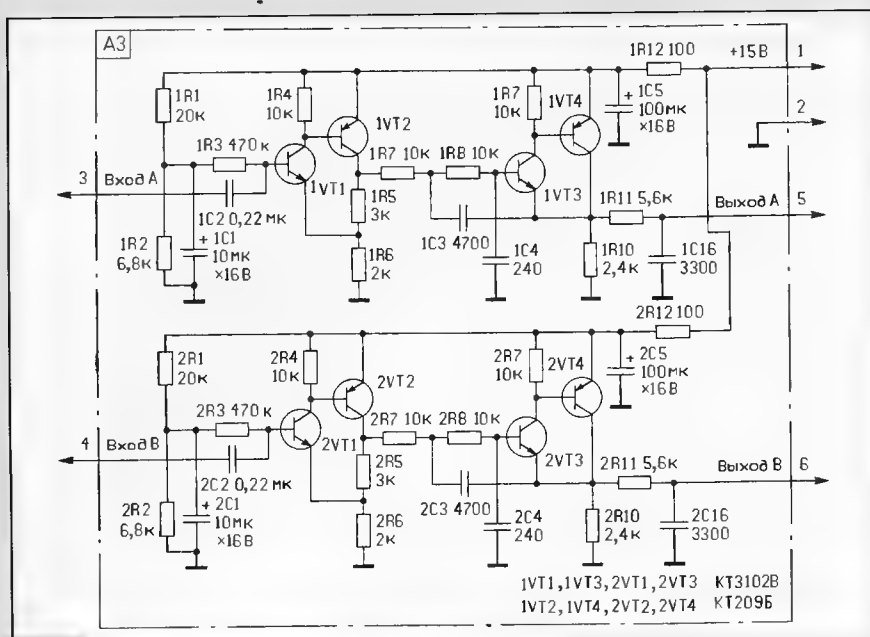 А3
1R12 100
+15В
1
1R1
20к
1R4
10к
1VT2
1R7
10к
1VT4
+ 1C5
100мк
×16В
2
1R3 470к
1R7 10к
1R8 10к
3
Вход А
1VT1
1VT3
1R11 5,6к
Выход А
5
1C2 0,22 мк
1R5
3к
1C3 4700
1R2
6,8к
+ 1C1
10мк
×16В
1R6
2к
1C4
240
1R10
2,4к
1C16
3300
2R12 100
2R1
20к
2R4
10к
2VT2
2R7
10к
2VT4
+ 2C5
100мк
×16В
2R3 470к
2R7 10к
2R8 10к
4
Вход В
2VT1
2VT3
2R11 5,6к
Выход В
6
2C2 0,22 мк
2R5
3к
2C3 4700
2R2
6,8к
+ 2C1
10мк
×16В
2R6
2к
2C4
240
2R10
2,4к
2C16
3300
1VT1,1VT3,2VT1,2VT3 КТ3102В
1VT2,1VT4,2VT2,2VT4 КТ209Б